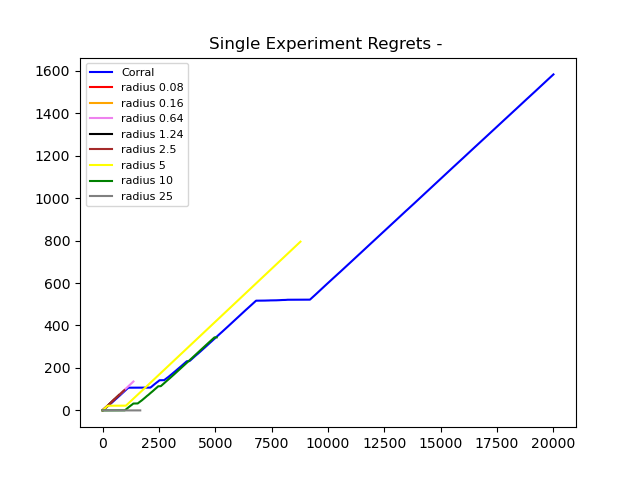 Single Experiment Regrets -
1600
1400
1200
1000
800
600
400
200
0
Corral
radius 0.08
radius 0.16
radius 0.64
radius 1.24
radius 2.5
radius 5
radius 10
radius 25
0 2500 5000 7500 10000 12500 15000 17500 20000